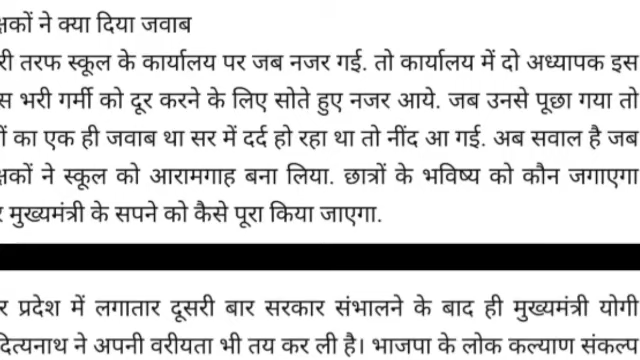 क्षकों ने क्या दिया जवाब
री तरफ स्कूल के कार्यालय पर जब नजर गई. तो कार्यालय में दो अध्यापक इस
स भरी गर्मी को दूर करने के लिए सोते हुए नजर आये. जब उनसे पूछा गया तो
ों का एक ही जवाब था सर में दर्द हो रहा था तो नींद आ गई. अब सवाल है जब
क्षकों ने स्कूल को आरामगाह बना लिया. छात्रों के भविष्य को कौन जगाएगा
र मुख्यमंत्री के सपने को कैसे पूरा किया जाएगा.
र प्रदेश में लगातार दूसरी बार सरकार संभालने के बाद ही मुख्यमंत्री योगी
दित्यनाथ ने अपनी वरीयता भी तय कर ली है। भाजपा के लोक कल्याण संकल्प